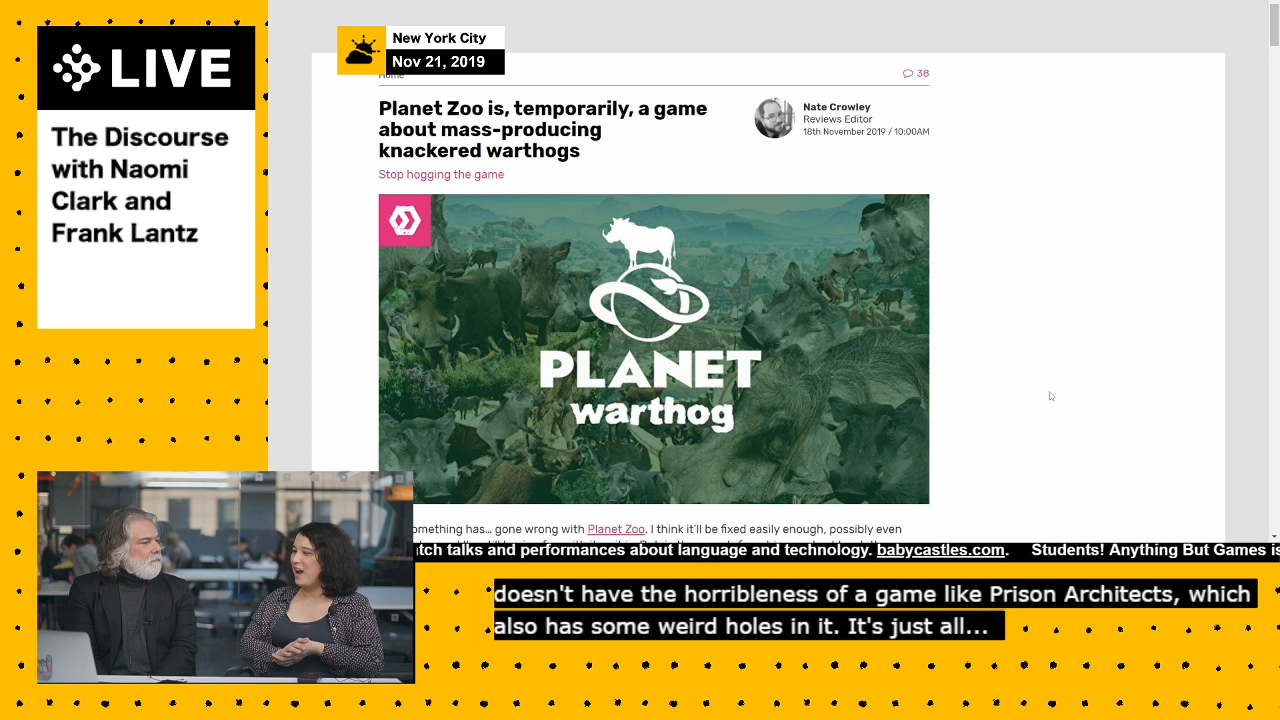 LIVE
The Discourse
with Naomi
Clark and
Frank Lantz
New York City
Nov 21, 2019
Home
38
Planet Zoo is, temporarily, a game
about mass-producing
knackered warthogs
Stop hogging the game
Nate Crowley
Reviews Editor
18th November 2019 / 10:00AM
PLANET
warthog
omething has... gone wrong with Planet Zoo. I think it'll be fixed easily enough, possibly even
tch talks and performances about language and technology. babycastles.com. Students! Anything But Games is
doesn't have the horribleness of a game like Prison Architects, which
also has some weird holes in it. It's just all...